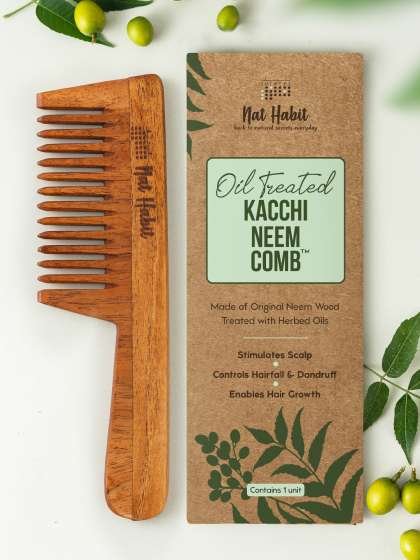 Nat Habit
Nat Habit
back to natural secrets everyday
Oil Treated
KACCHI
NEEM
COMB™
Made of Original Neem Wood
Treated with Herbed Oils
Stimulates Scalp
Controls Hairfall & Dandruff
Enables Hair Growth
Contains 1 unit